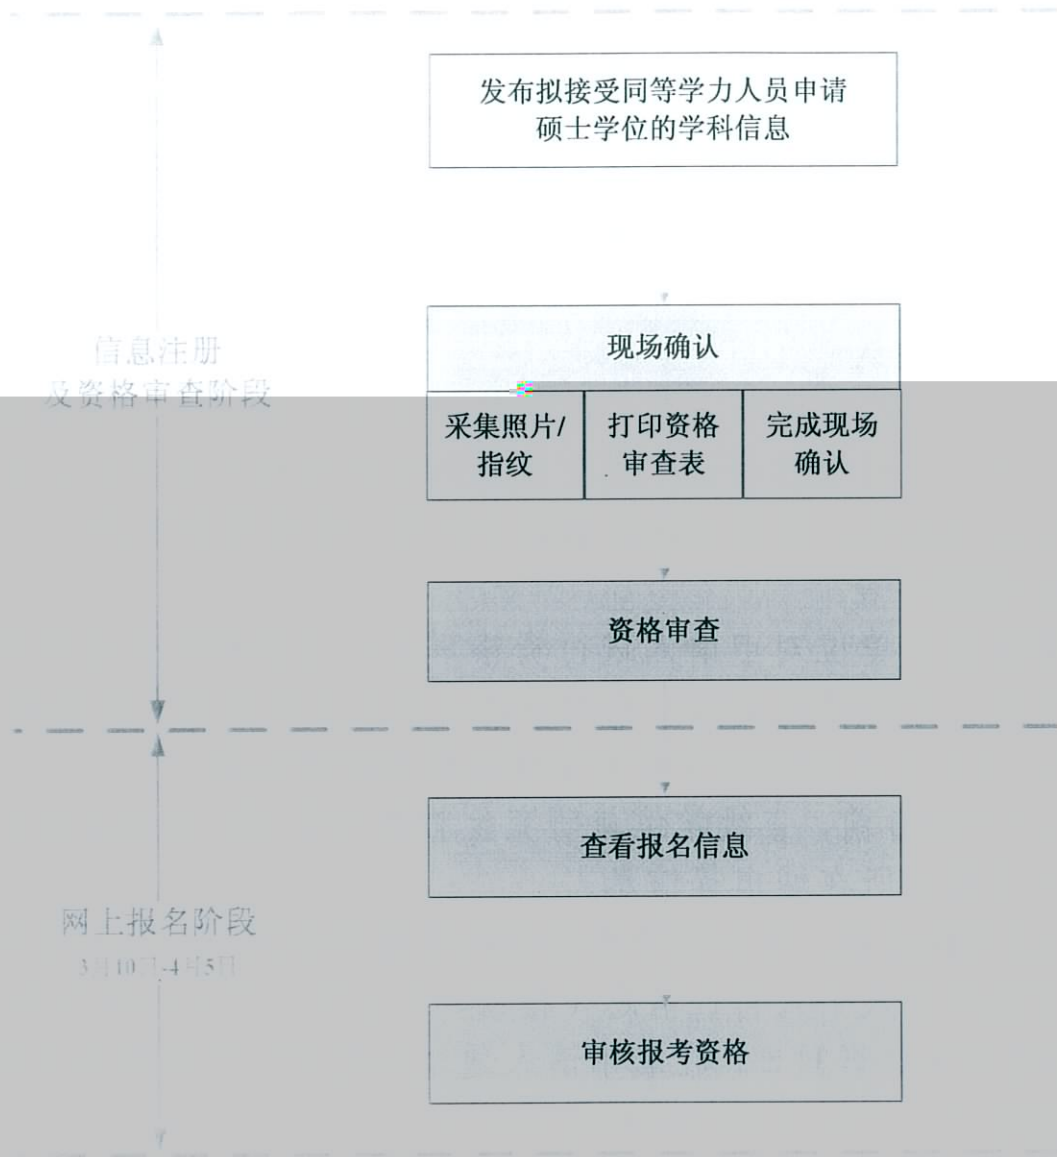 发布拟接受同等学力人员申请
硕士学位的学科信息
信息注册
及资格审查阶段
现场确认
采集照片/
指纹
打印资格
审查表
完成现场
确认
资格审查
查看报名信息
网上报名阶段
3月10日-4月5日
审核报考资格